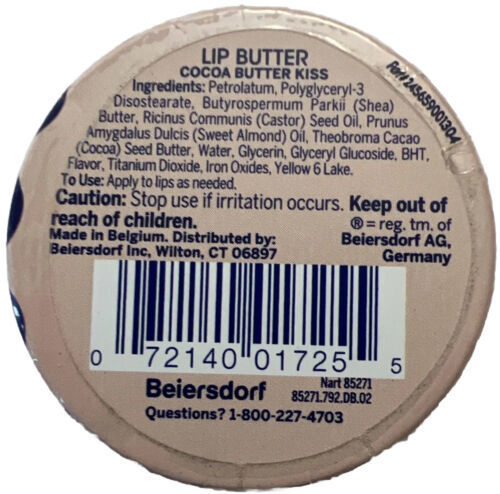 LIP BUTTER
COCOA BUTTER KISS
Ingredients: Petrolatum, Polyglyceryl-3
Disostearate, Butyrospermum Parkii (Shea)
Butter, Ricinus Communis (Castor) Seed Oil, Prunus
Amygdalus Dulcis (Sweet Almond) Oil, Theobroma Cacao
(Cocoa) Seed Butter, Water, Glycerin, Glyceryl Glucoside, BHT,
Flavor, Titanium Dioxide, Iron Oxides, Yellow 6 Lake.
To Use: Apply to lips as needed.
Caution: Stop use if irritation occurs. Keep out of
reach of children.
® = reg. tm. of
Made in Belgium. Distributed by:
Beiersdorf AG,
Beiersdorf Inc, Wilton, CT 06897
Germany
0 72140 01725 5
Beiersdorf
Nart 85271
85271.792.DB.02
Questions? 1-800-227-4703
Ref#245659001304